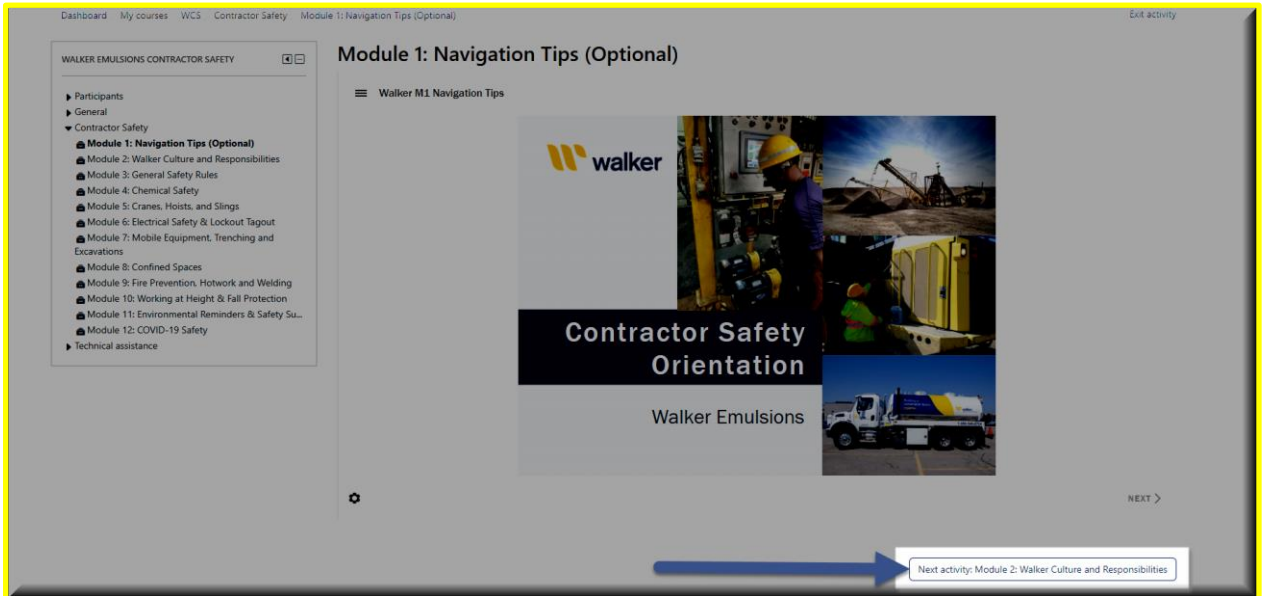 Dashboard My courses WCS Contractor Safety Module 1: Navigation Tips (Optional)
Exit activity
WALKER EMULSIONS CONTRACTOR SAFETY
Participants
General
Contractor Safety
Module 1: Navigation Tips (Optional)
Module 2: Walker Culture and Responsibilities
Module 3: General Safety Rules
Module 4: Chemical Safety
Module 5: Cranes, Hoists, and Slings
Module 6: Electrical Safety & Lockout Tagout
Module 7: Mobile Equipment, Trenching and
Excavations
Module 8: Confined Spaces
Module 9: Fire Prevention, Hotwork and Welding
Module 10: Working at Height & Fall Protection
Module 11: Environmental Reminders & Safety Su...
Module 12: COVID-19 Safety
Technical assistance
Module 1: Navigation Tips (Optional)
Walker M1 Navigation Tips
walker
Contractor Safety
Orientation
Walker Emulsions
NEXT
Next activity: Module 2: Walker Culture and Responsibilities